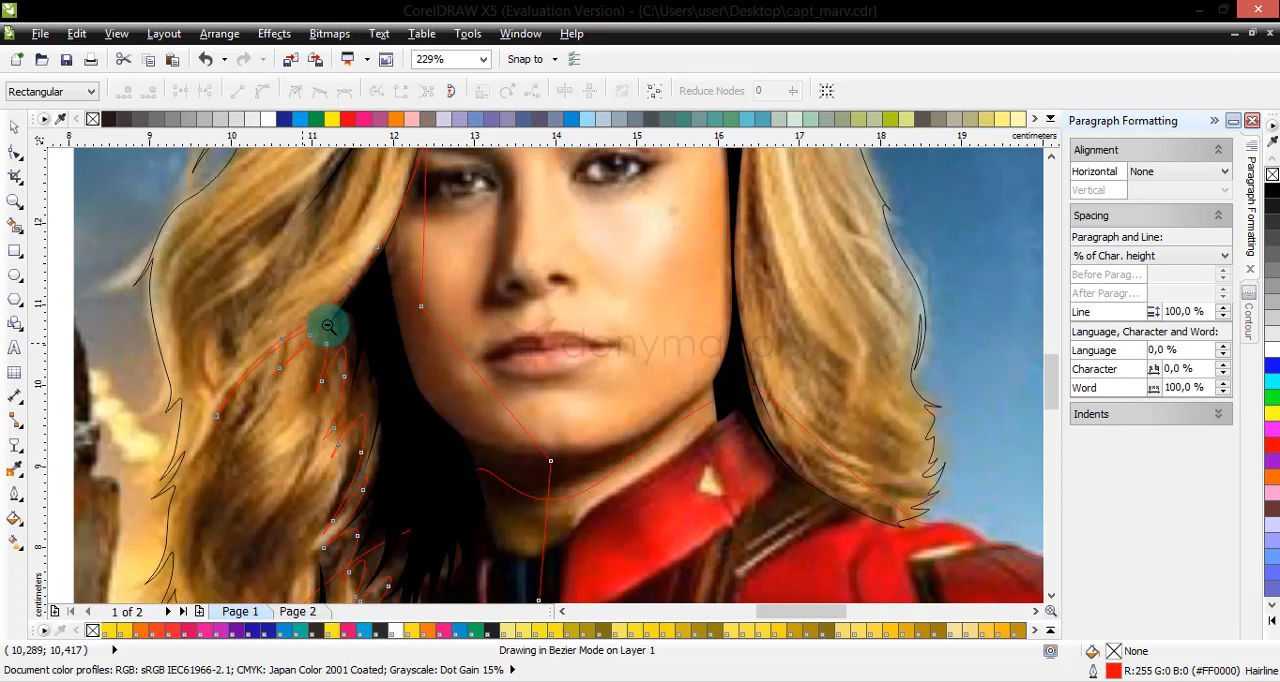 CorelDRAW X5 (Evaluation Version) - [C:\Users\user\Desktop\capt_marv.cdr]
File Edit View Layout Arrange Effects Bitmaps Text Table Tools Window Help
229% Snap to
Rectangular Reduce Nodes 0
8 9 10 11 12 13 14 15 16 17 18 19 centimeters
12
11
10
9
8
centimeters
Paragraph Formatting
Alignment
Horizontal None
Vertical
Spacing
Paragraph and Line:
% of Char. height
Before Parag...
After Paragr...
Line 100,0 %
Language, Character and Word:
Language 0,0 %
Character 0,0 %
Word 100,0 %
Indents
Paragraph Formatting
Contour
1 of 2 Page 1 Page 2
( 10,289; 10,417 ) Drawing in Bezier Mode on Layer 1 None
Document color profiles: RGB: sRGB IEC61966-2.1; CMYK: Japan Color 2001 Coated; Grayscale: Dot Gain 15% R:255 G:0 B:0 (#FF0000) Hairline